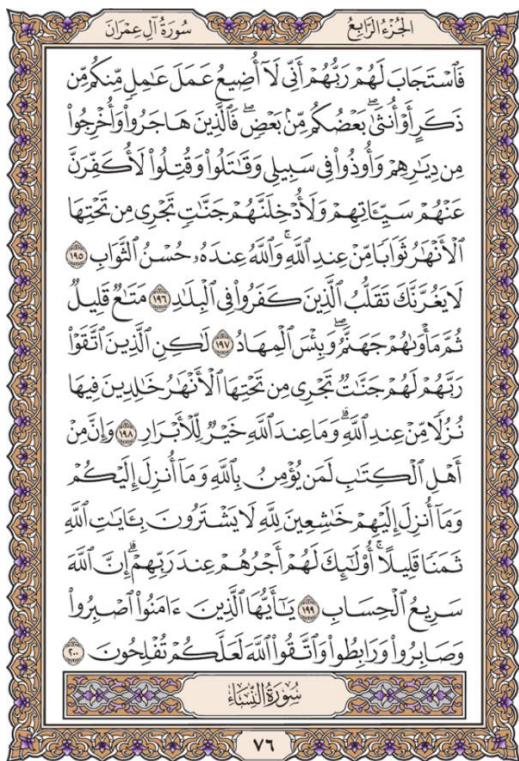 الجُزْءُ الرَّابِعُ
سُورَةُ آلِ عِمْرَانَ
فَٱسْتَجَابَ لَهُمْ رَبُّهُمْ أَنِّي لَآ أُضِيعُ عَمَلَ عَٰمِلٖ مِّنكُم مِّن
ذَكَرٍ أَوْ أُنثَىٰۖ بَعْضُكُم مِّنۢ بَعْضٖۖ فَٱلَّذِينَ هَاجَرُواْ وَأُخْرِجُواْ
مِن دِيَٰرِهِمْ وَأُوذُواْ فِي سَبِيلِي وَقَٰتَلُواْ وَقُتِلُواْ لَأُكَفِّرَنَّ
عَنْهُمْ سَيِّـَٔاتِهِمْ وَلَأُدْخِلَنَّهُمْ جَنَّٰتٖ تَجْرِي مِن تَحْتِهَا
ٱلْأَنْهَٰرُ ثَوَابٗا مِّنْ عِندِ ٱللَّهِۚ وَٱللَّهُ عِندَهُۥ حُسْنُ ٱلثَّوَابِ ١٩٥
لَا يَغُرَّنَّكَ تَقَلُّبُ ٱلَّذِينَ كَفَرُواْ فِي ٱلْبِلَٰدِ ١٩٦ مَتَٰعٞ قَلِيلٞ
ثُمَّ مَأْوَىٰهُمْ جَهَنَّمُۖ وَبِئْسَ ٱلْمِهَادُ ١٩٧ لَٰكِنِ ٱلَّذِينَ ٱتَّقَوْاْ
رَبَّهُمْ لَهُمْ جَنَّٰتٞ تَجْرِي مِن تَحْتِهَا ٱلْأَنْهَٰرُ خَٰلِدِينَ فِيهَا
نُزُلٗا مِّنْ عِندِ ٱللَّهِۗ وَمَا عِندَ ٱللَّهِ خَيْرٞ لِّلْأَبْرَارِ ١٩٨ وَإِنَّ مِنْ
أَهْلِ ٱلْكِتَٰبِ لَمَن يُؤْمِنُ بِٱللَّهِ وَمَآ أُنزِلَ إِلَيْكُمْ
وَمَآ أُنزِلَ إِلَيْهِمْ خَٰشِعِينَ لِلَّهِ لَا يَشْتَرُونَ بِـَٔايَٰتِ ٱللَّهِ
ثَمَنٗا قَلِيلًاۚ أُوْلَٰٓئِكَ لَهُمْ أَجْرُهُمْ عِندَ رَبِّهِمْۗ إِنَّ ٱللَّهَ
سَرِيعُ ٱلْحِسَابِ ١٩٩ يَٰٓأَيُّهَا ٱلَّذِينَ ءَامَنُواْ ٱصْبِرُواْ
وَصَابِرُواْ وَرَابِطُواْ وَٱتَّقُواْ ٱللَّهَ لَعَلَّكُمْ تُفْلِحُونَ ٢٠٠
سُورَةُ النِّسَاءِ
٧٦